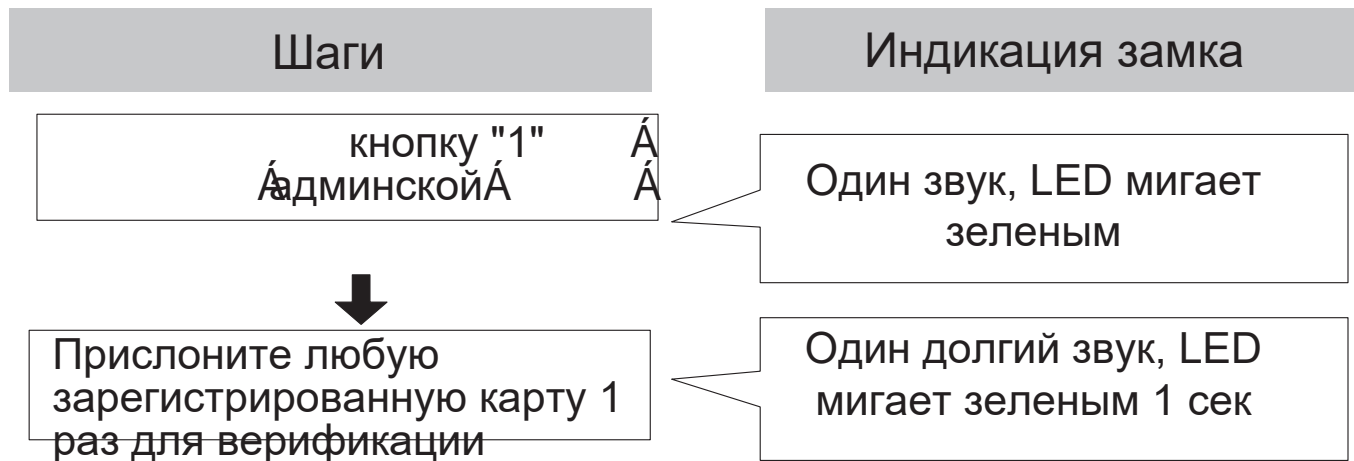 Шаги
Индикация замка
кнопку "1" Á
Áадминской Á Á
Один звук, LED мигает
зеленым
Прислоните любую
зарегистрированную карту 1
раз для верификации
Один долгий звук, LED
мигает зеленым 1 сек